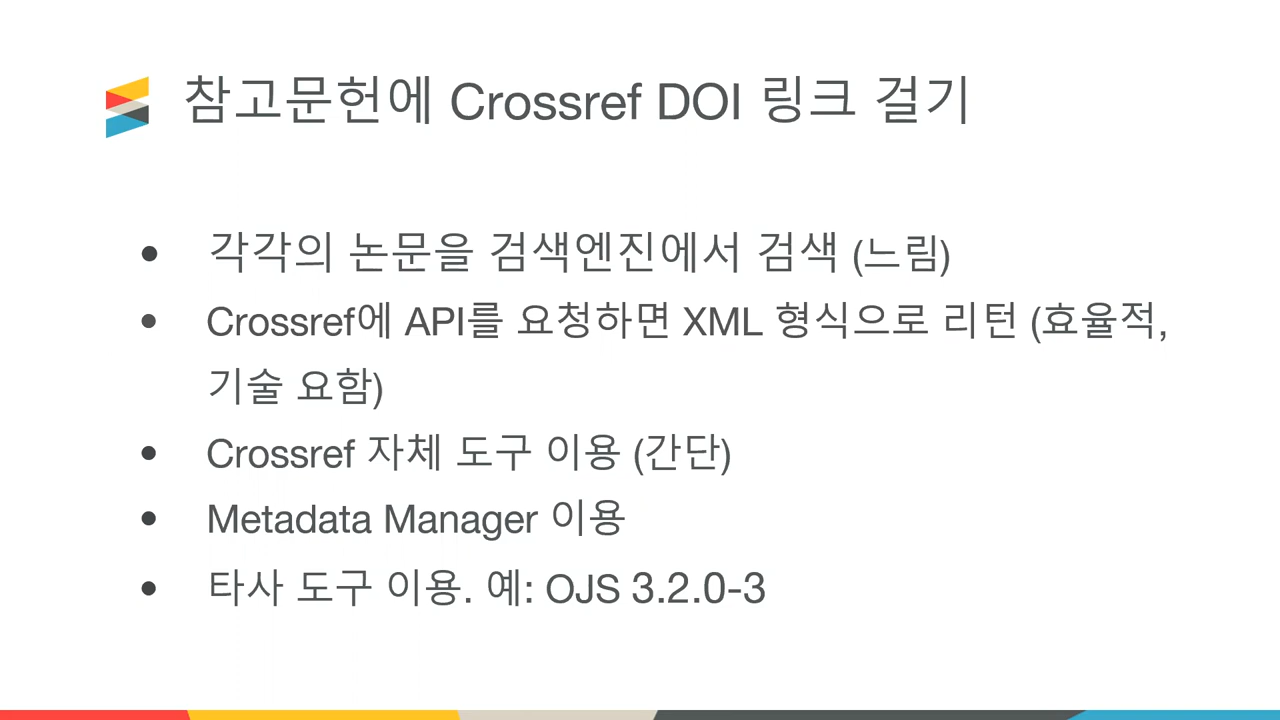 참고문헌에 Crossref DOI 링크 걸기
• 각각의 논문을 검색엔진에서 검색 (느림)
• Crossref에 API를 요청하면 XML 형식으로 리턴 (효율적,
기술 요함)
• Crossref 자체 도구 이용 (간단)
• Metadata Manager 이용
• 타사 도구 이용. 예: OJS 3.2.0-3